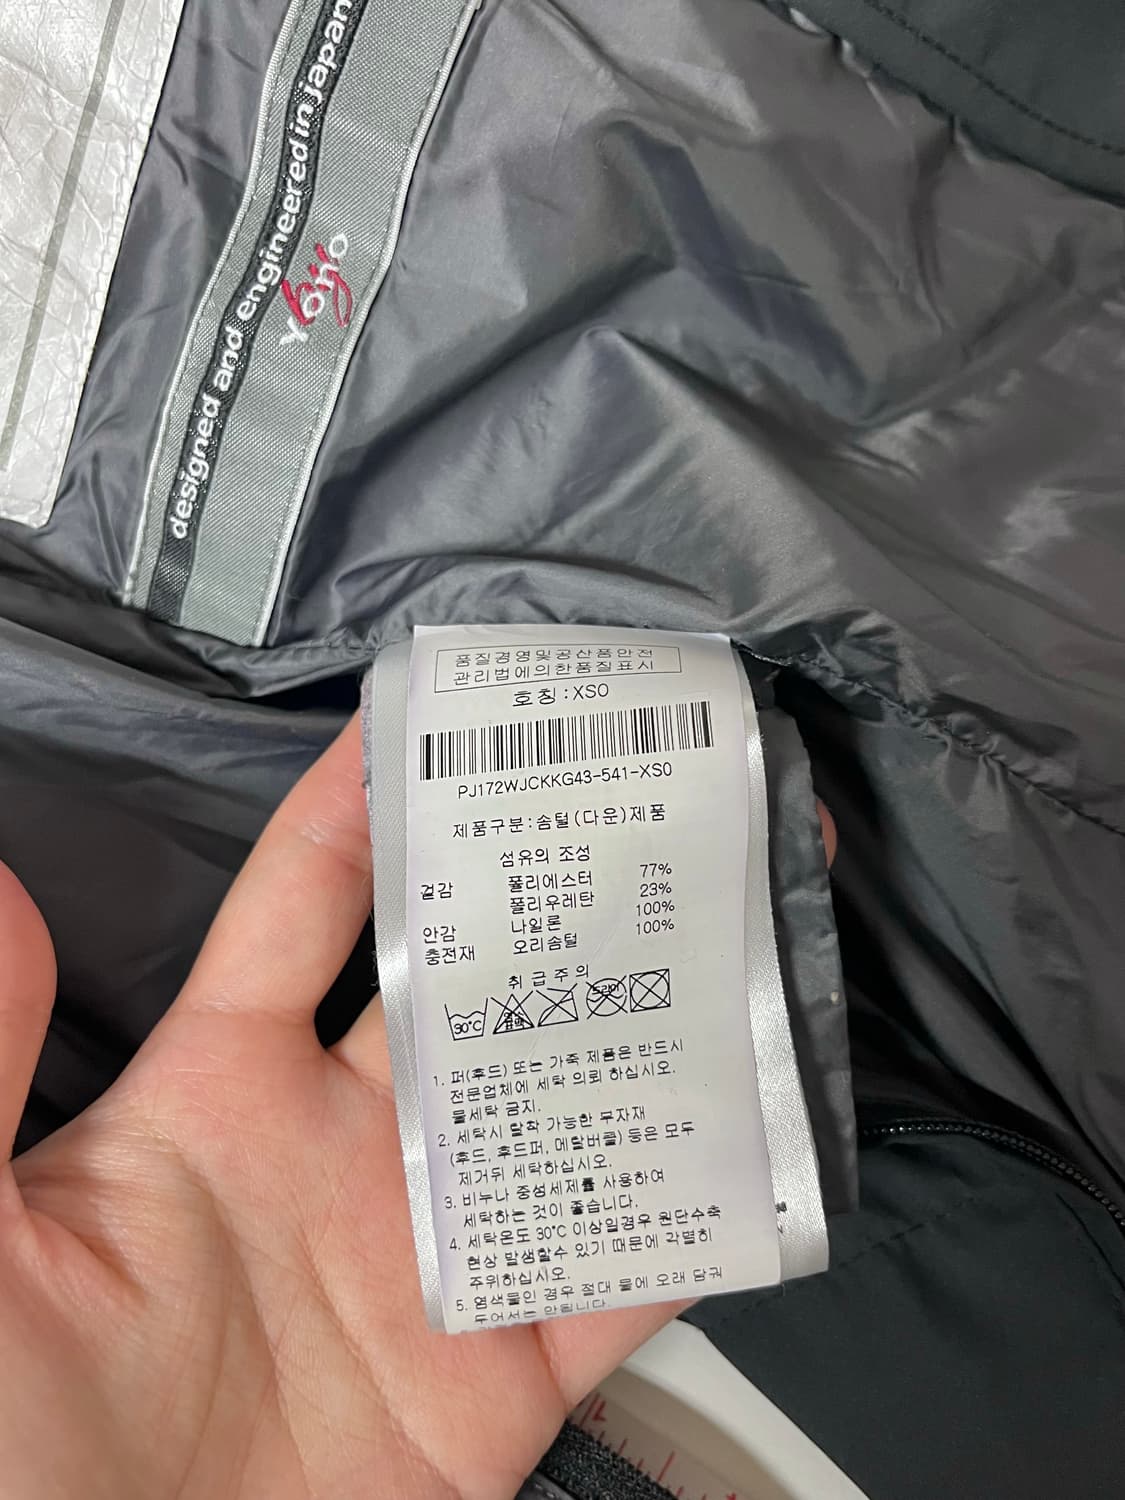 designed and engineered in japan
품질경영및공산품안전
관리법에의한품질표시
호칭:XS0
PJ172WJCKKG43-541-XS0
제품구분:솜털(다운)제품
섬유의 조성
겉감 폴리에스터 77%
폴리우레탄 23%
안감 나일론 100%
충전재 오리솜털 100%
취급주의
30℃
드라이
1. 퍼(후드) 또는 가죽 제품은 반드시
전문업체에 세탁 의뢰 하십시오.
물세탁 금지.
2. 세탁시 탈착 가능한 부자재
(후드, 후드퍼, 메탈버클) 등은 모두
제거뒤 세탁하십시오.
3. 비누나 중성세제를 사용하여
세탁하는 것이 좋습니다.
4. 세탁온도 30℃ 이상일경우 원단수축
현상 발생할수 있기 때문에 각별히
주위하십시오.
5. 염색물인 경우 절대 물에 오래 담궈
두어서는 안됩니다.